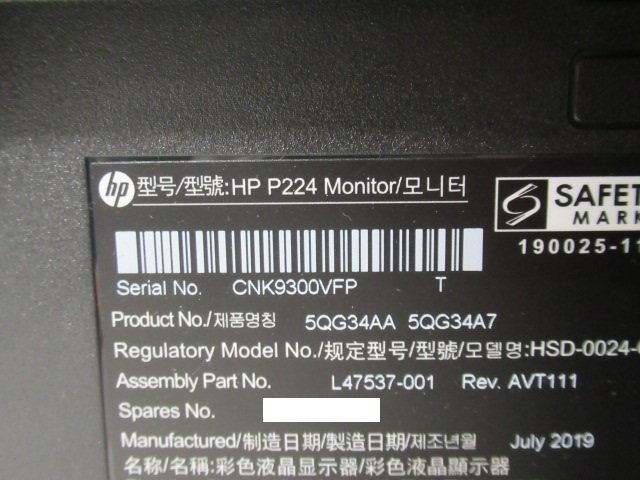 hp 型号/型號:HP P224 Monitor/모니터
SAFET
MARK
190025-11
Serial No. CNK9300VFP T
Product No./제품명칭 5QG34AA 5QG34A7
Regulatory Model No./规定型号/型號/모델명:HSD-0024-
Assembly Part No. L47537-001 Rev. AVT111
Spares No.
Manufactured/制造日期/製造日期/제조년월 July 2019
名称/名稱:彩色液晶显示器/彩色液晶顯示器